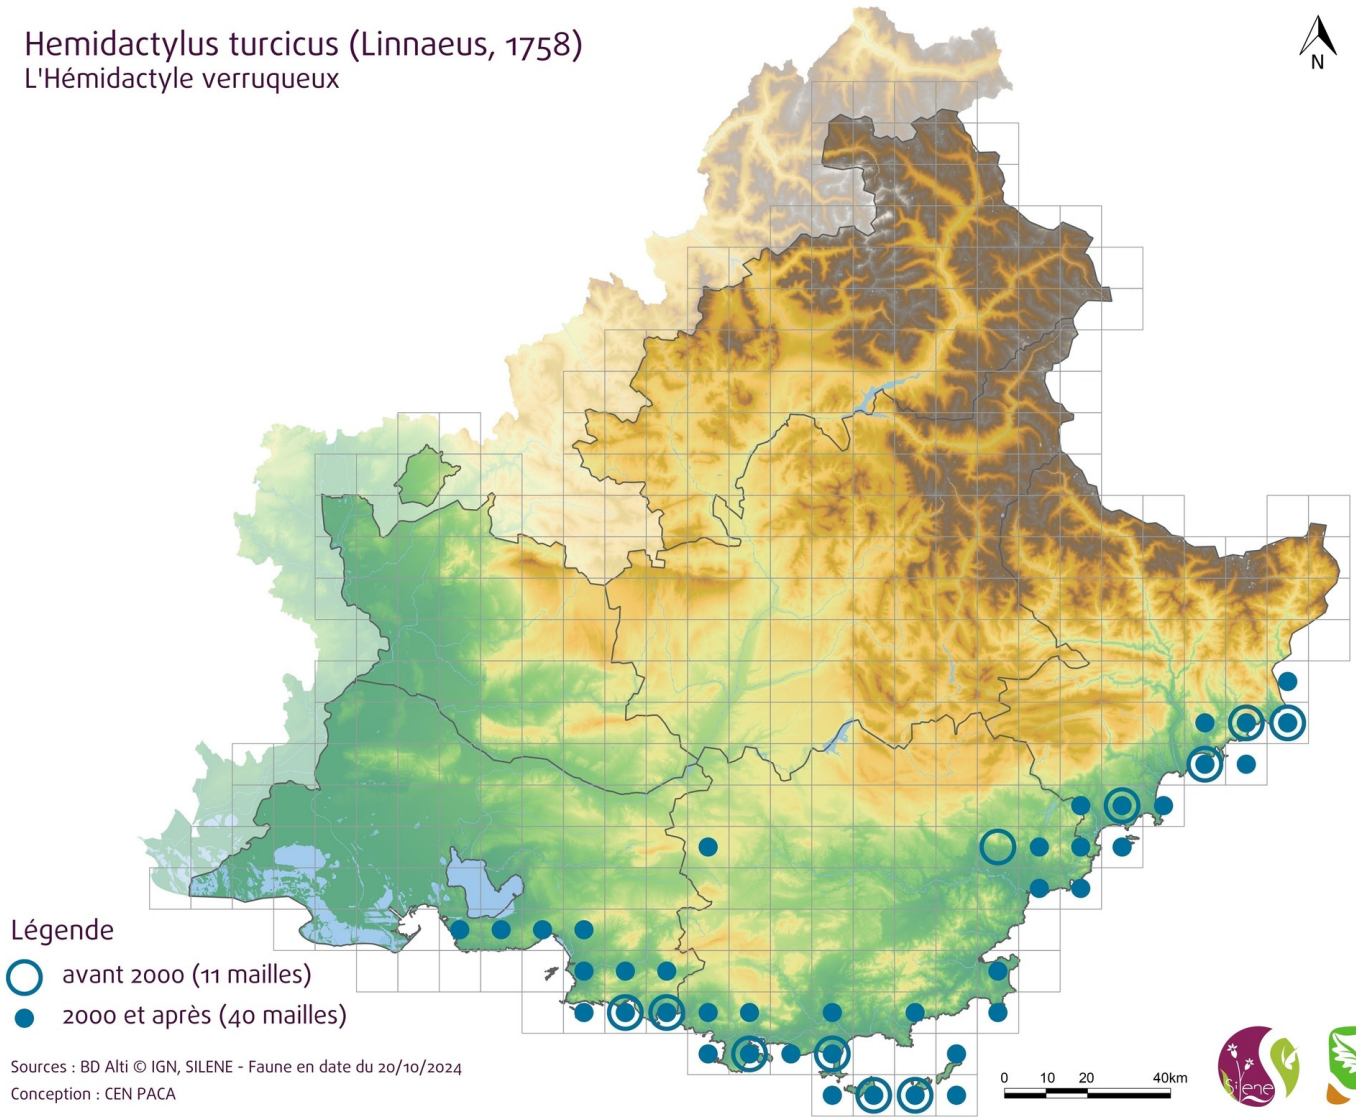 Hemidactylus turcicus (Linnaeus, 1758)
L'Hémidactyle verruqueux
N
Légende
avant 2000 (11 mailles)
2000 et après (40 mailles)
Sources : BD Alti © IGN, SILENE - Faune en date du 20/10/2024
Conception : CEN PACA
0 10 20 40km
Silene